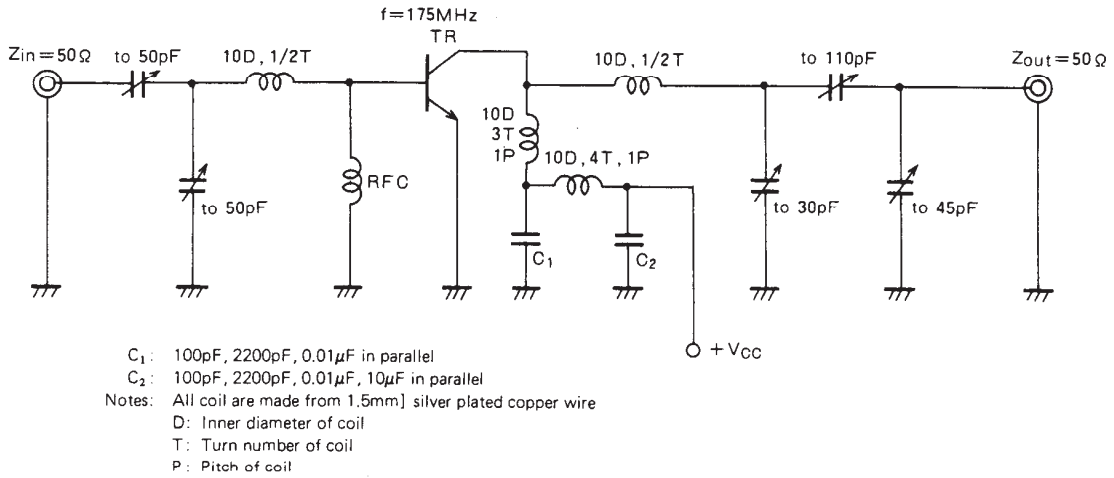 f=175MHz
TR
Zin=50Ω
to 50pF
10D, 1/2T
10D, 1/2T
to 110pF
Zout=50Ω
10D
3T
1P
10D, 4T, 1P
RFC
to 50pF
to 30pF
to 45pF
C₁
C₂
+VCC
C₁: 100pF, 2200pF, 0.01μF in parallel
C₂: 100pF, 2200pF, 0.01μF, 10μF in parallel
Notes: All coil are made from 1.5mm] silver plated copper wire
D: Inner diameter of coil
T: Turn number of coil
P: Pitch of coil